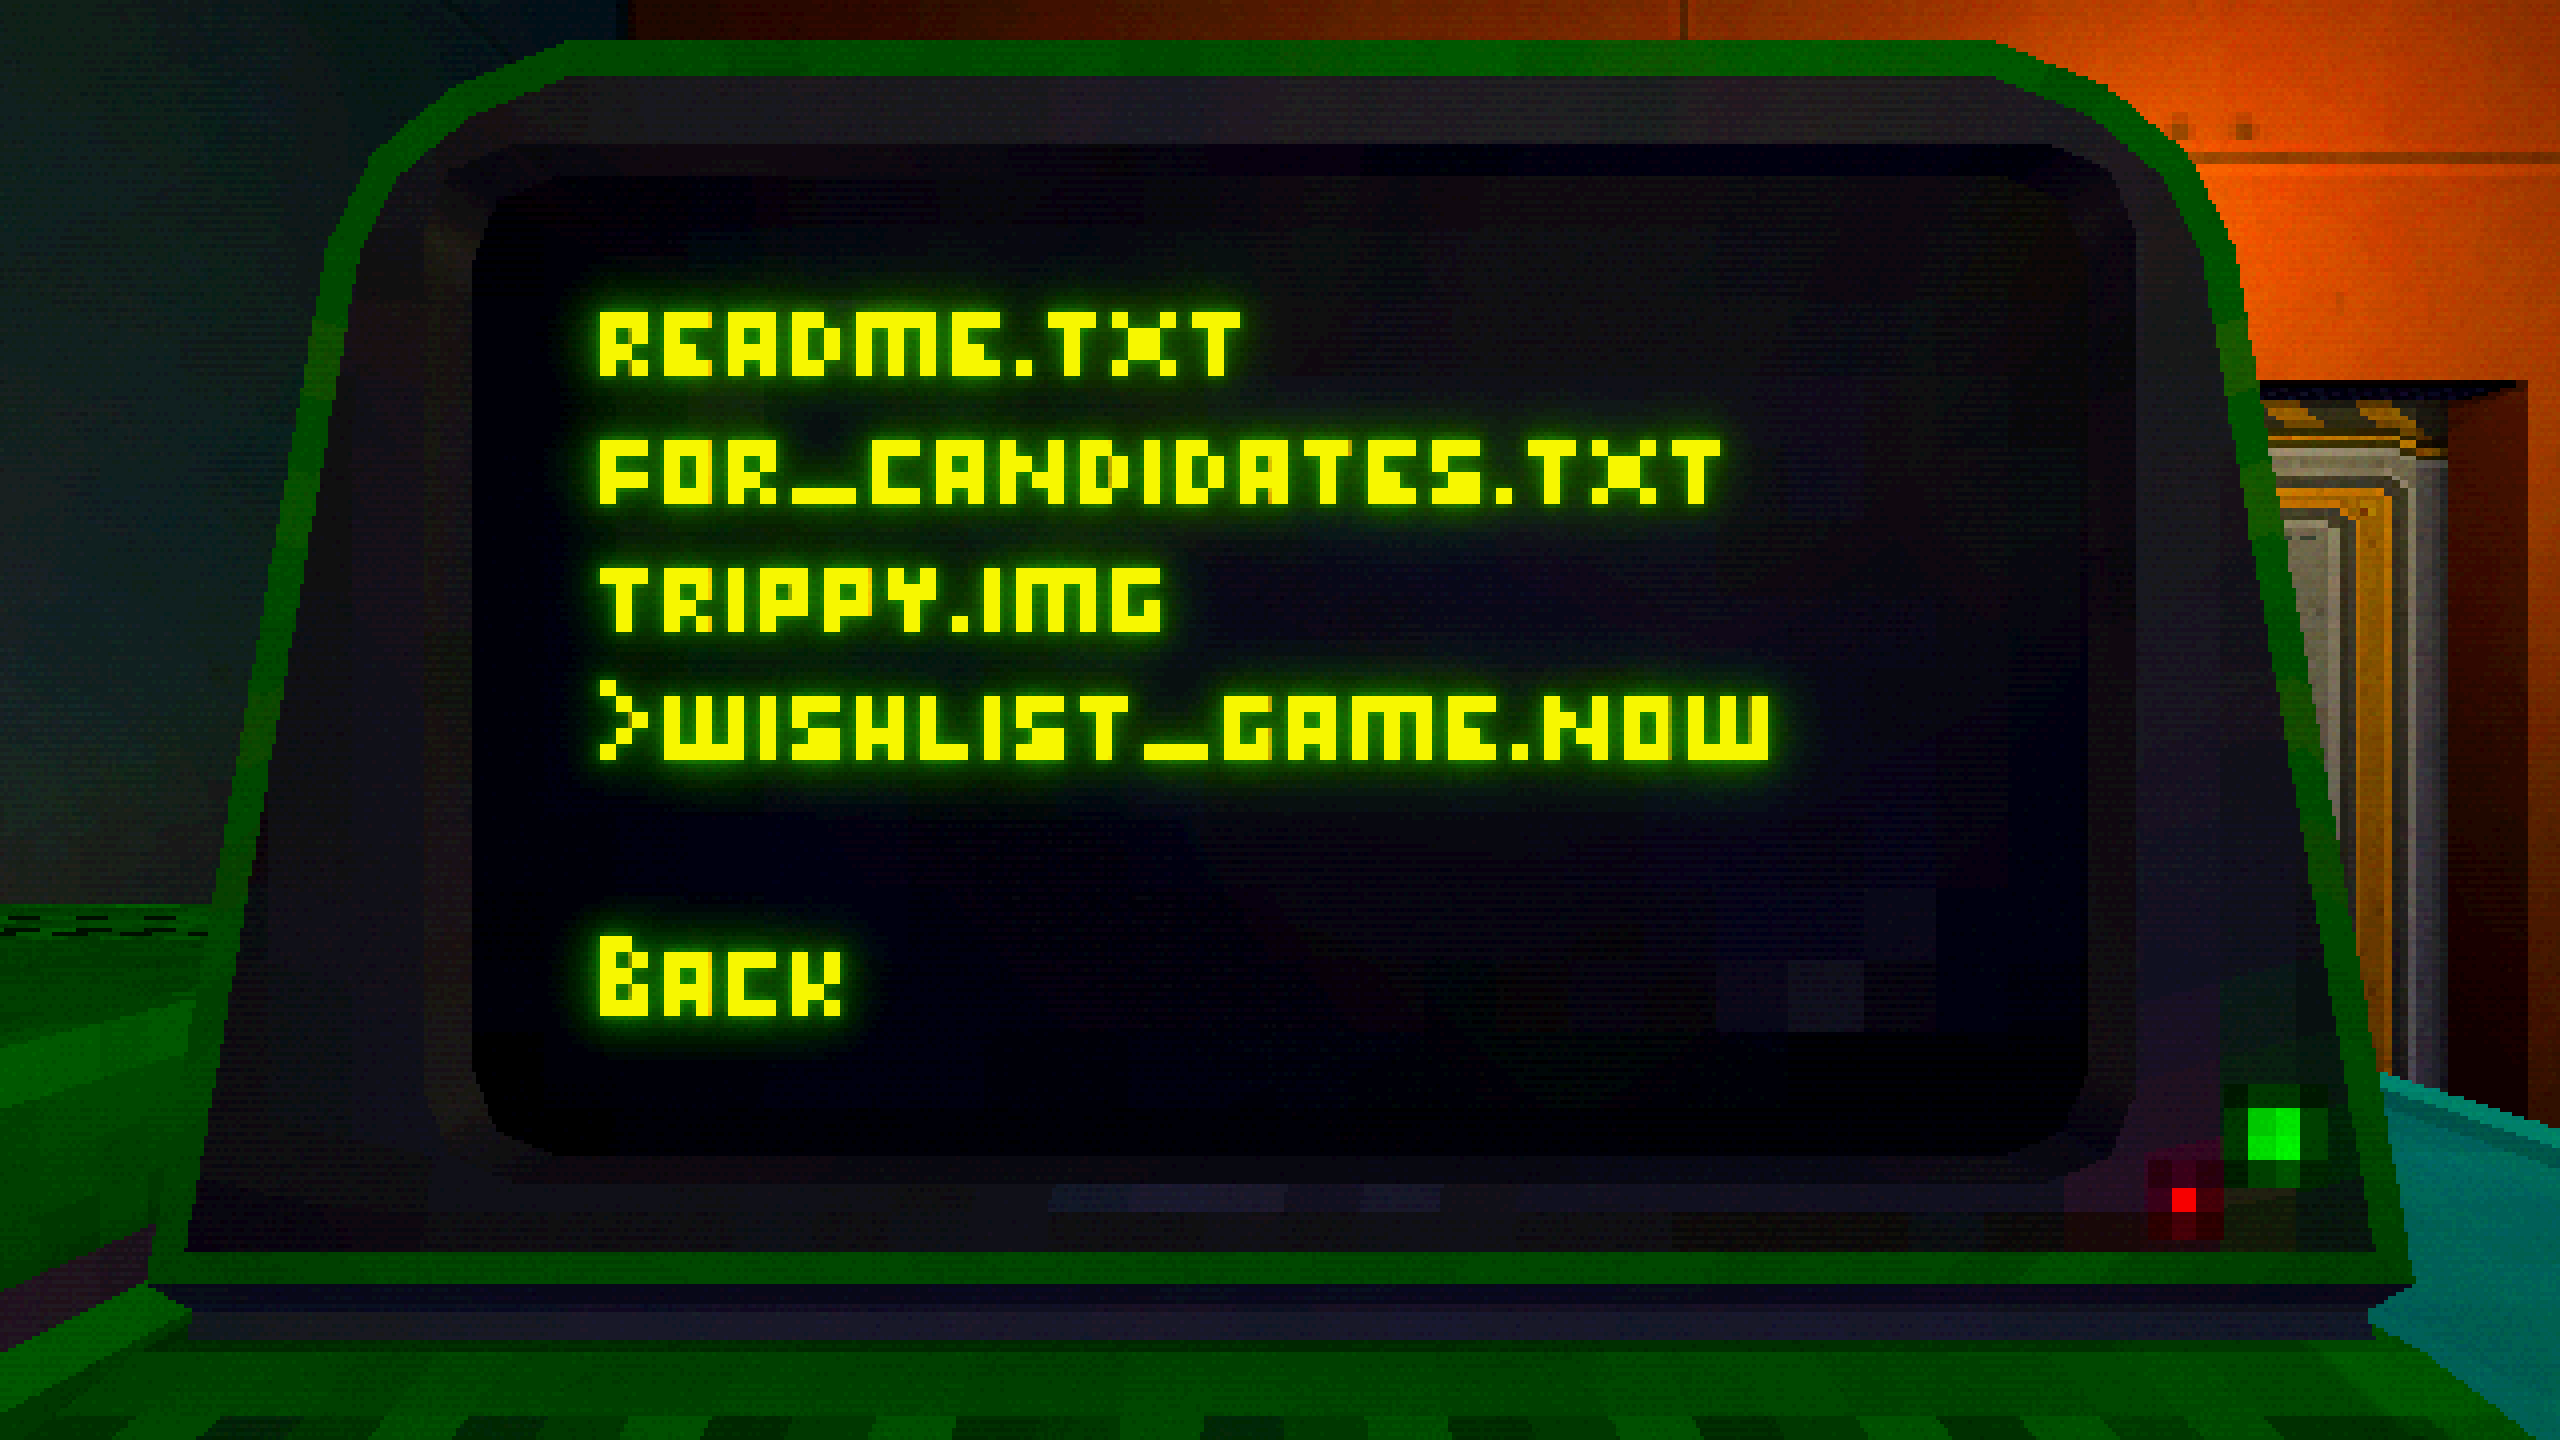 README.TXT
FOR_CANDIDATES.TXT
TRIPPY.IMG
>WISHLIST_GAME.NOW
BACK